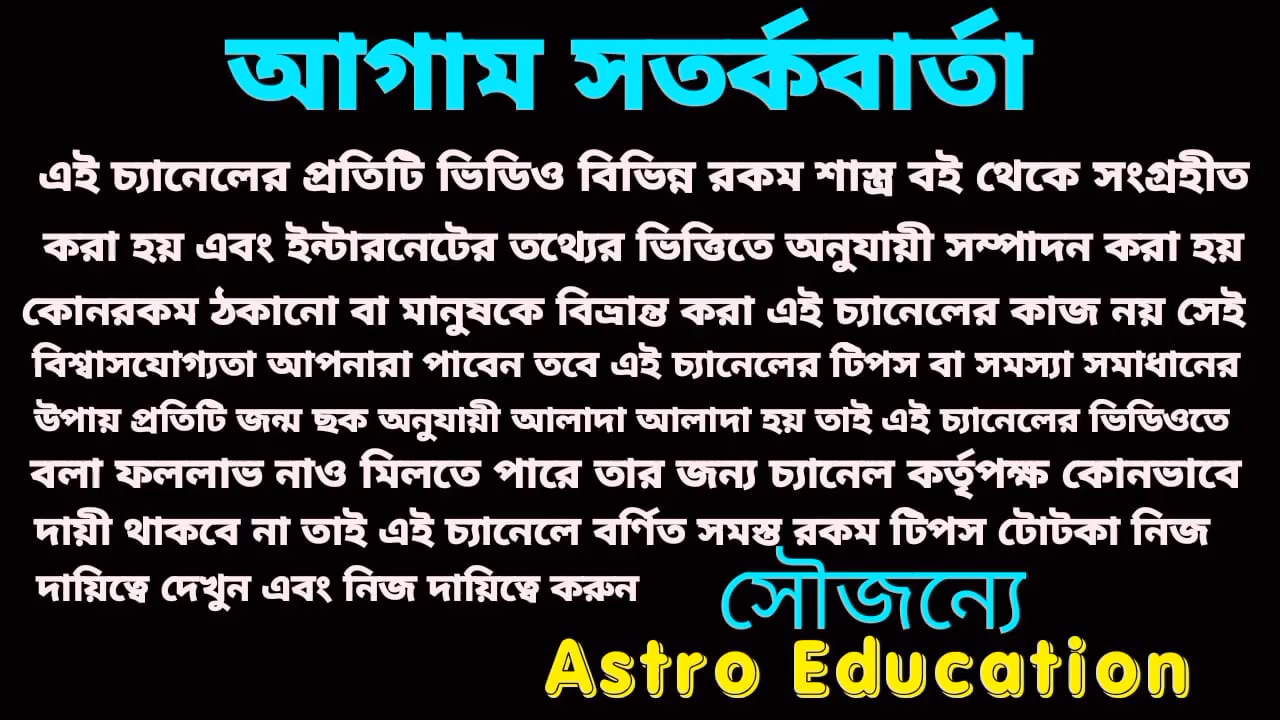 আগাম সতর্কবার্তা
এই চ্যানেলের প্রতিটি ভিডিও বিভিন্ন রকম শাস্ত্র বই থেকে সংগ্রহীত
করা হয় এবং ইন্টারনেটের তথ্যের ভিত্তিতে অনুযায়ী সম্পাদন করা হয়
কোনরকম ঠকানো বা মানুষকে বিভ্রান্ত করা এই চ্যানেলের কাজ নয় সেই
বিশ্বাসযোগ্যতা আপনারা পাবেন তবে এই চ্যানেলের টিপস বা সমস্যা সমাধানের
উপায় প্রতিটি জন্ম ছক অনুযায়ী আলাদা আলাদা হয় তাই এই চ্যানেলের ভিডিওতে
বলা ফললাভ নাও মিলতে পারে তার জন্য চ্যানেল কর্তৃপক্ষ কোনভাবে
দায়ী থাকবে না তাই এই চ্যানেলে বর্ণিত সমস্ত রকম টিপস টোটকা নিজ
দায়িত্বে দেখুন এবং নিজ দায়িত্বে করুন
সৌজন্যে
Astro Education